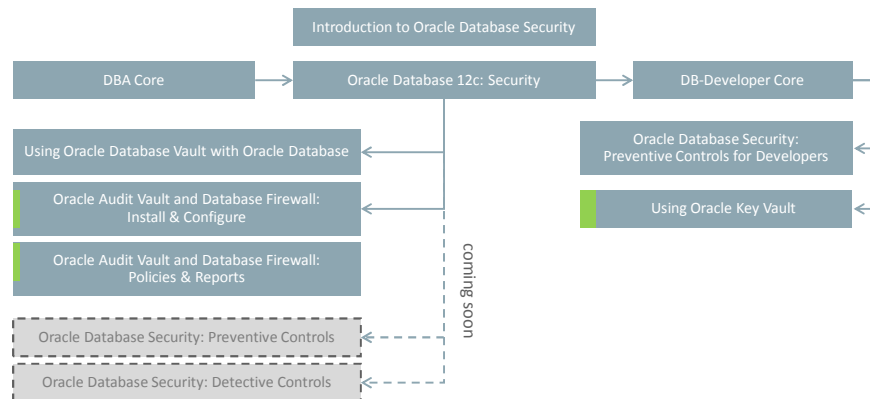 Introduction to Oracle Database Security
DBA Core
Oracle Database 12c: Security
DB-Developer Core
Using Oracle Database Vault with Oracle Database
Oracle Database Security:
Preventive Controls for Developers
Oracle Audit Vault and Database Firewall:
Install & Configure
Using Oracle Key Vault
Oracle Audit Vault and Database Firewall:
Policies & Reports
coming soon
Oracle Database Security: Preventive Controls
Oracle Database Security: Detective Controls